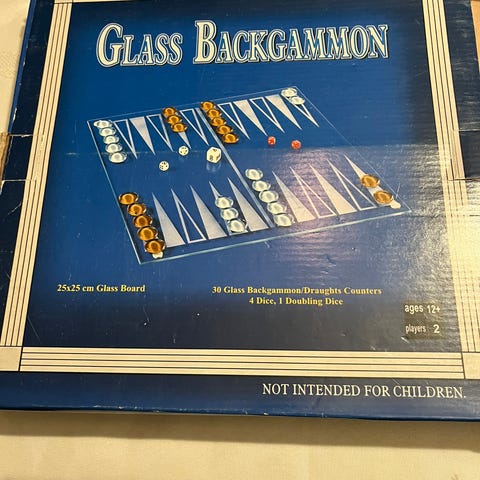 GLASS BACKGAMMON
25x25 cm Glass Board
30 Glass Backgammon/Draughts Counters
4 Dice, 1 Doubling Dice
ages 12+
players 2
NOT INTENDED FOR CHILDREN.